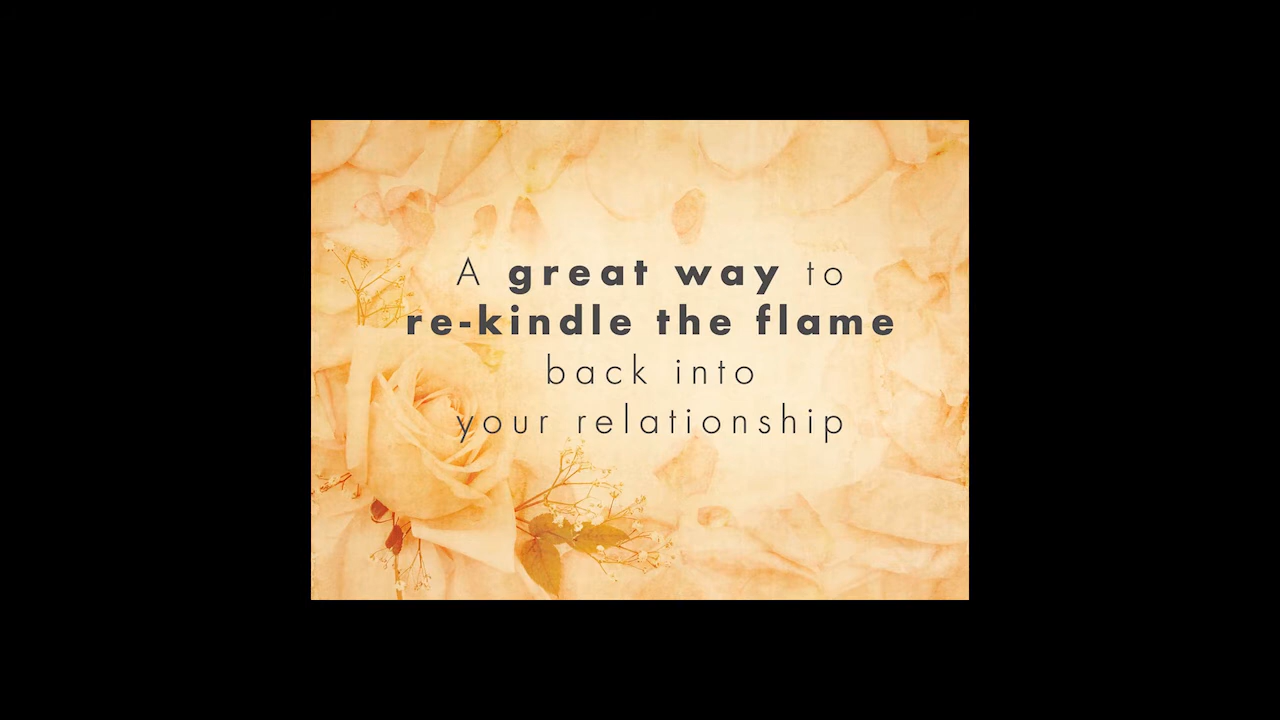 A great way to
re-kindle the flame
back into
your relationship